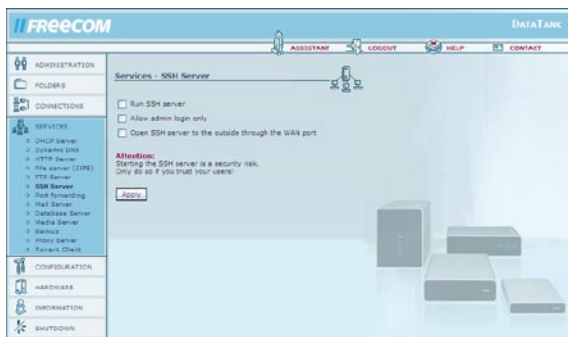 FREECOM
DATATANK
ASSISTANT
LOGOUT
HELP
CONTACT
ADMINISTRATION
FOLDERS
CONNECTIONS
SERVICES
DHCP Server
Dynamic DNS
HTTP Server
File server (CIFS)
FTP Server
SSH Server
Port forwarding
Mail Server
Database Server
Media Server
Backup
Proxy Server
Torrent Client
CONFIGURATION
HARDWARE
INFORMATION
SHUTDOWN
Services - SSH Server
Run SSH server
Allow admin login only
Open SSH server to the outside through the WAN port
Attention:
Starting the SSH server is a security risk.
Only do so if you trust your users!
Apply